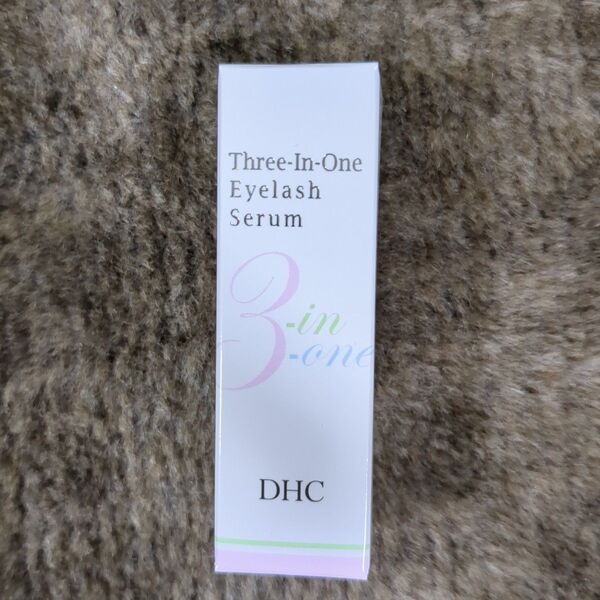 Three-In-One
Eyelash
Serum
3-in
-one
DHC